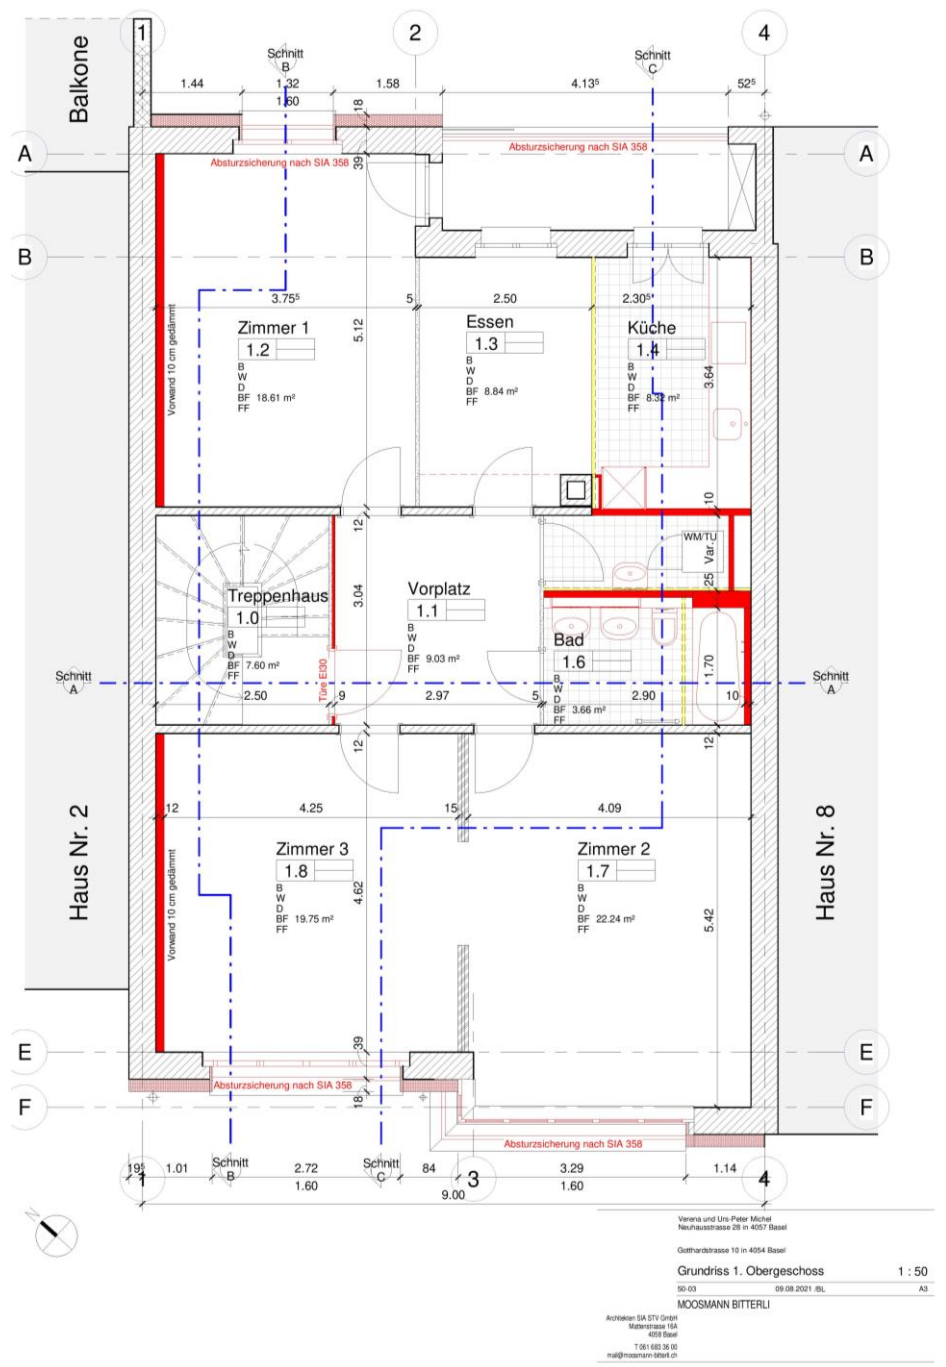 1
2
4
Balkone
Schnitt
B
Schnitt
C
1.44
1.32
1.60
1.58
4.13⁵
52⁵
18
A
Absturzsicherung nach SIA 358
39
Absturzsicherung nach SIA 358
A
B
B
Vorwand 10 cm gedämmt
3.75⁵
5
2.50
2.30⁵
Zimmer 1
1.2
B
W
D
BF 18.61 m²
FF
5.12
Essen
1.3
B
W
D
BF 8.84 m²
FF
Küche
1.4
B
W
D
BF 8.32 m²
FF
3.64
10
12
WM/TU
Var.
25
Treppenhaus
1.0
B
W
D
BF 7.60 m²
FF
3.04
Vorplatz
1.1
B
W
D
BF 9.03 m²
FF
Türe EI30
Bad
1.6
B
W
D
BF 3.66 m²
FF
1.70
Schnitt
A
Schnitt
A
2.50
9
2.97
5
2.90
10
12
12
Haus Nr. 2
Haus Nr. 8
12
4.25
15
4.09
Vorwand 10 cm gedämmt
Zimmer 3
1.8
B
W
D
BF 19.75 m²
FF
4.62
Zimmer 2
1.7
B
W
D
BF 22.24 m²
FF
5.42
39
E
E
Absturzsicherung nach SIA 358
18
F
F
Absturzsicherung nach SIA 358
19⁵
1.01
Schnitt
B
2.72
1.60
Schnitt
C
84
3.29
1.60
1.14
1
3
4
9.00
N
Verena und Urs-Peter Michel
Neuhausstrasse 28 in 4057 Basel
Gotthardstrasse 10 in 4054 Basel
Grundriss 1. Obergeschoss 1 : 50
50-03 09.08.2021 /BL A3
MOOSMANN BITTERLI
Architekten SIA STV GmbH
Mattenstrasse 16A
4058 Basel
T 061 683 36 00
mail@moosmann-bitterli.ch